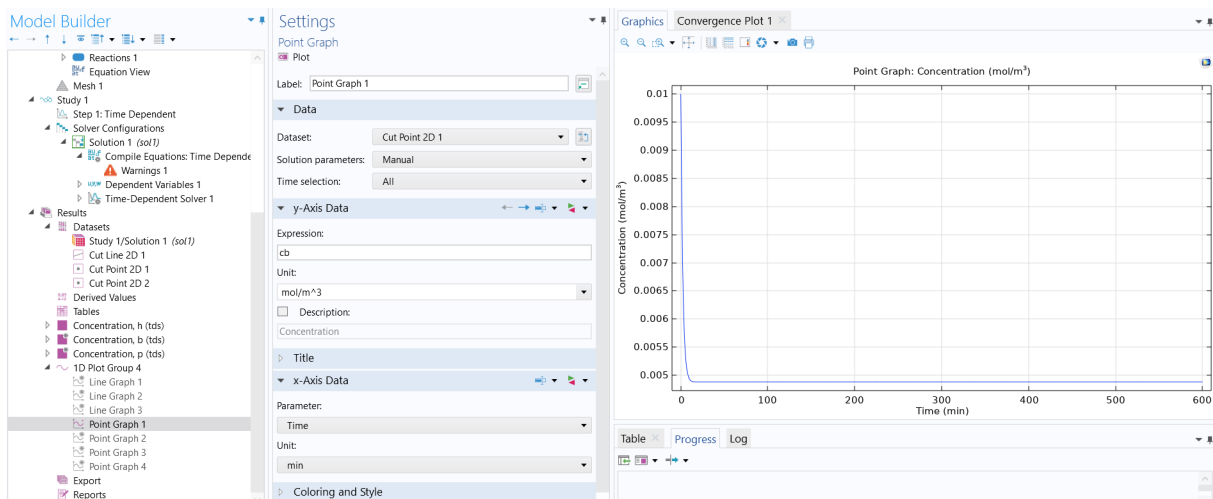 Model Builder
Reactions 1
Equation View
Mesh 1
Study 1
Step 1: Time Dependent
Solver Configurations
Solution 1 (sol1)
Compile Equations: Time Depende
Warnings 1
Dependent Variables 1
Time-Dependent Solver 1
Results
Datasets
Study 1/Solution 1 (sol1)
Cut Line 2D 1
Cut Point 2D 1
Cut Point 2D 2
Derived Values
Tables
Concentration, h (tds)
Concentration, b (tds)
Concentration, p (tds)
1D Plot Group 4
Line Graph 1
Line Graph 2
Line Graph 3
Point Graph 1
Point Graph 2
Point Graph 3
Point Graph 4
Export
Reports
Settings
Point Graph
Plot
Label: Point Graph 1
Data
Dataset: Cut Point 2D 1
Solution parameters: Manual
Time selection: All
y-Axis Data
Expression:
cb
Unit:
mol/m^3
Description:
Concentration
Title
x-Axis Data
Parameter:
Time
Unit:
min
Coloring and Style
Graphics Convergence Plot 1
Point Graph: Concentration (mol/m³)
0.01
0.0095
0.009
0.0085
0.008
0.0075
0.007
0.0065
0.006
0.0055
0.005
Concentration (mol/m³)
0 100 200 300 400 500 600
Time (min)
Table Progress Log